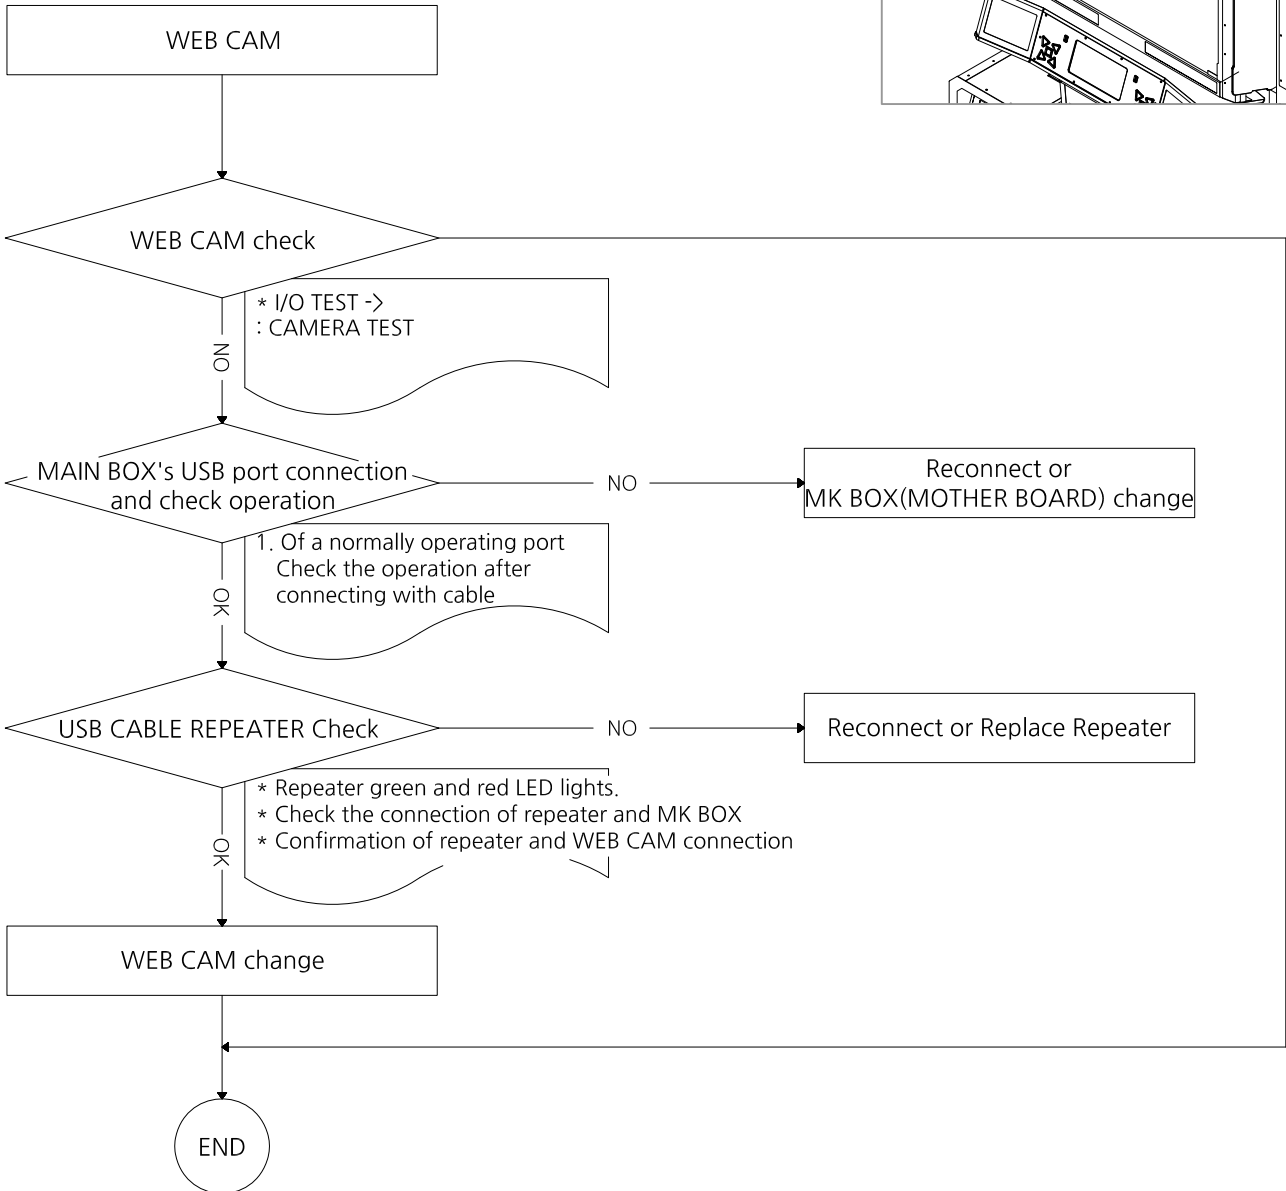 WEB CAM
WEB CAM check
* I/O TEST ->
: CAMERA TEST
NO
MAIN BOX's USB port connection
and check operation
NO
Reconnect or
MK BOX(MOTHER BOARD) change
1. Of a normally operating port
Check the operation after
connecting with cable
OK
USB CABLE REPEATER Check
NO
Reconnect or Replace Repeater
* Repeater green and red LED lights.
* Check the connection of repeater and MK BOX
* Confirmation of repeater and WEB CAM connection
OK
WEB CAM change
END